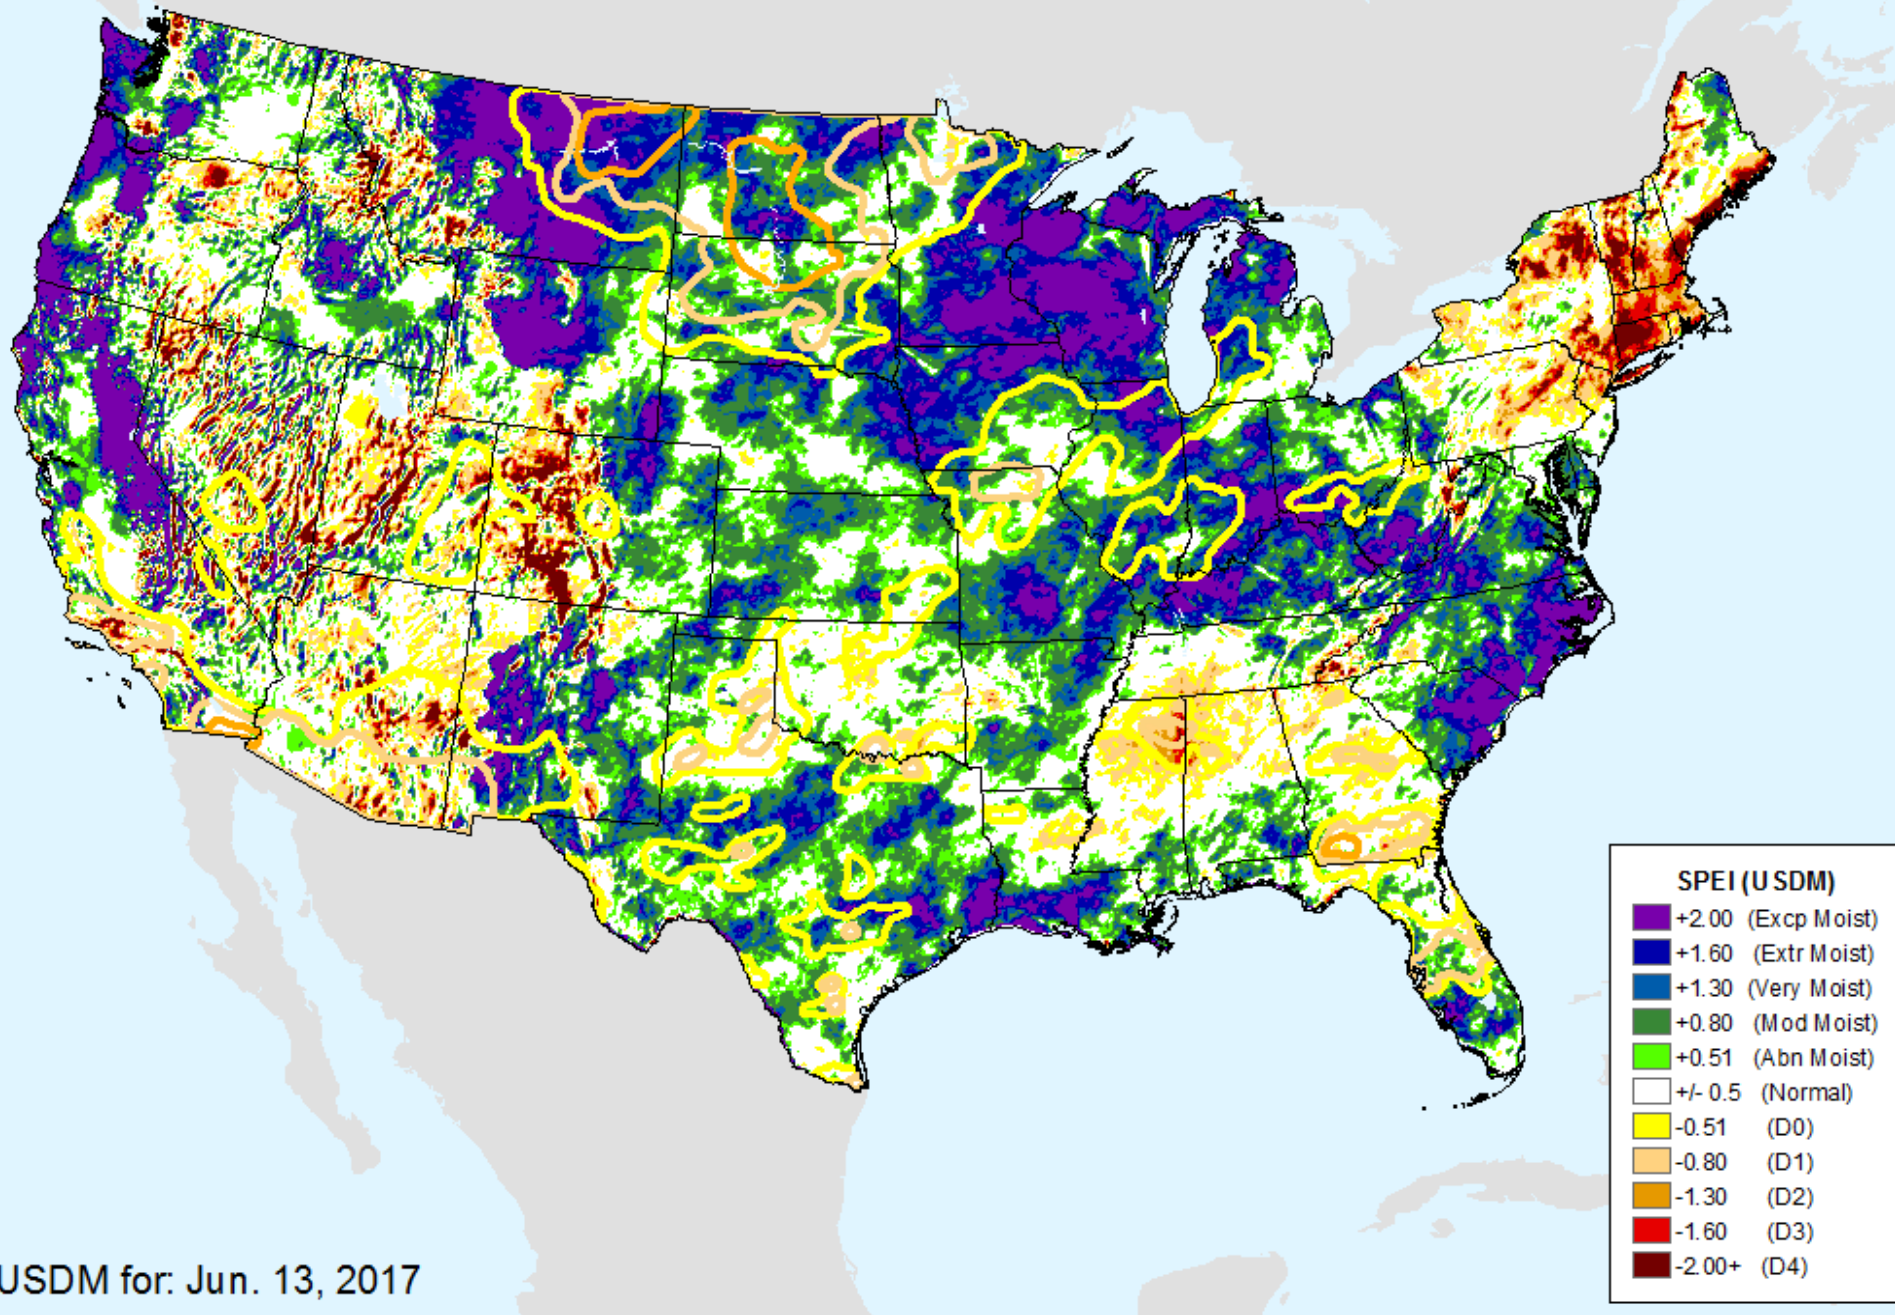 SPEI (USDM)
+2.00 (Excp Moist)
+1.60 (Extr Moist)
+1.30 (Very Moist)
+0.80 (Mod Moist)
+0.51 (Abn Moist)
+/- 0.5 (Normal)
-0.51 (D0)
-0.80 (D1)
-1.30 (D2)
-1.60 (D3)
-2.00+ (D4)
USDM for: Jun. 13, 2017